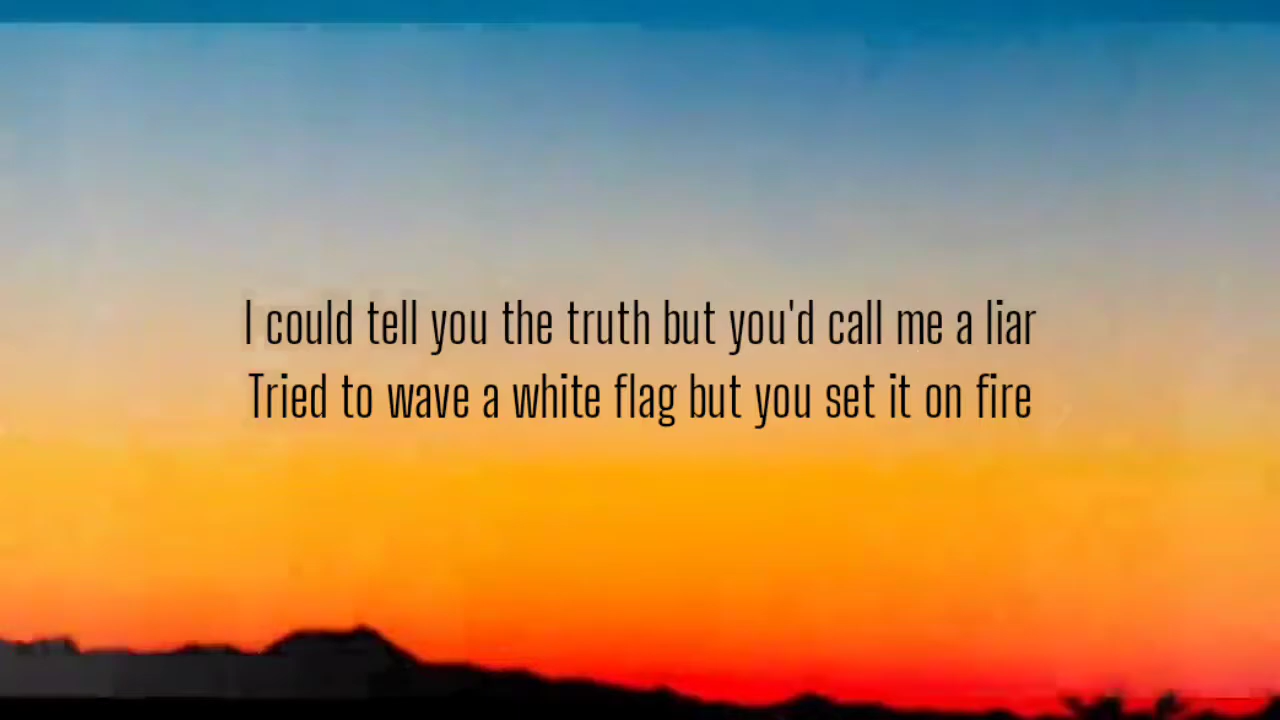 I could tell you the truth but you'd call me a liar
Tried to wave a white flag but you set it on fire